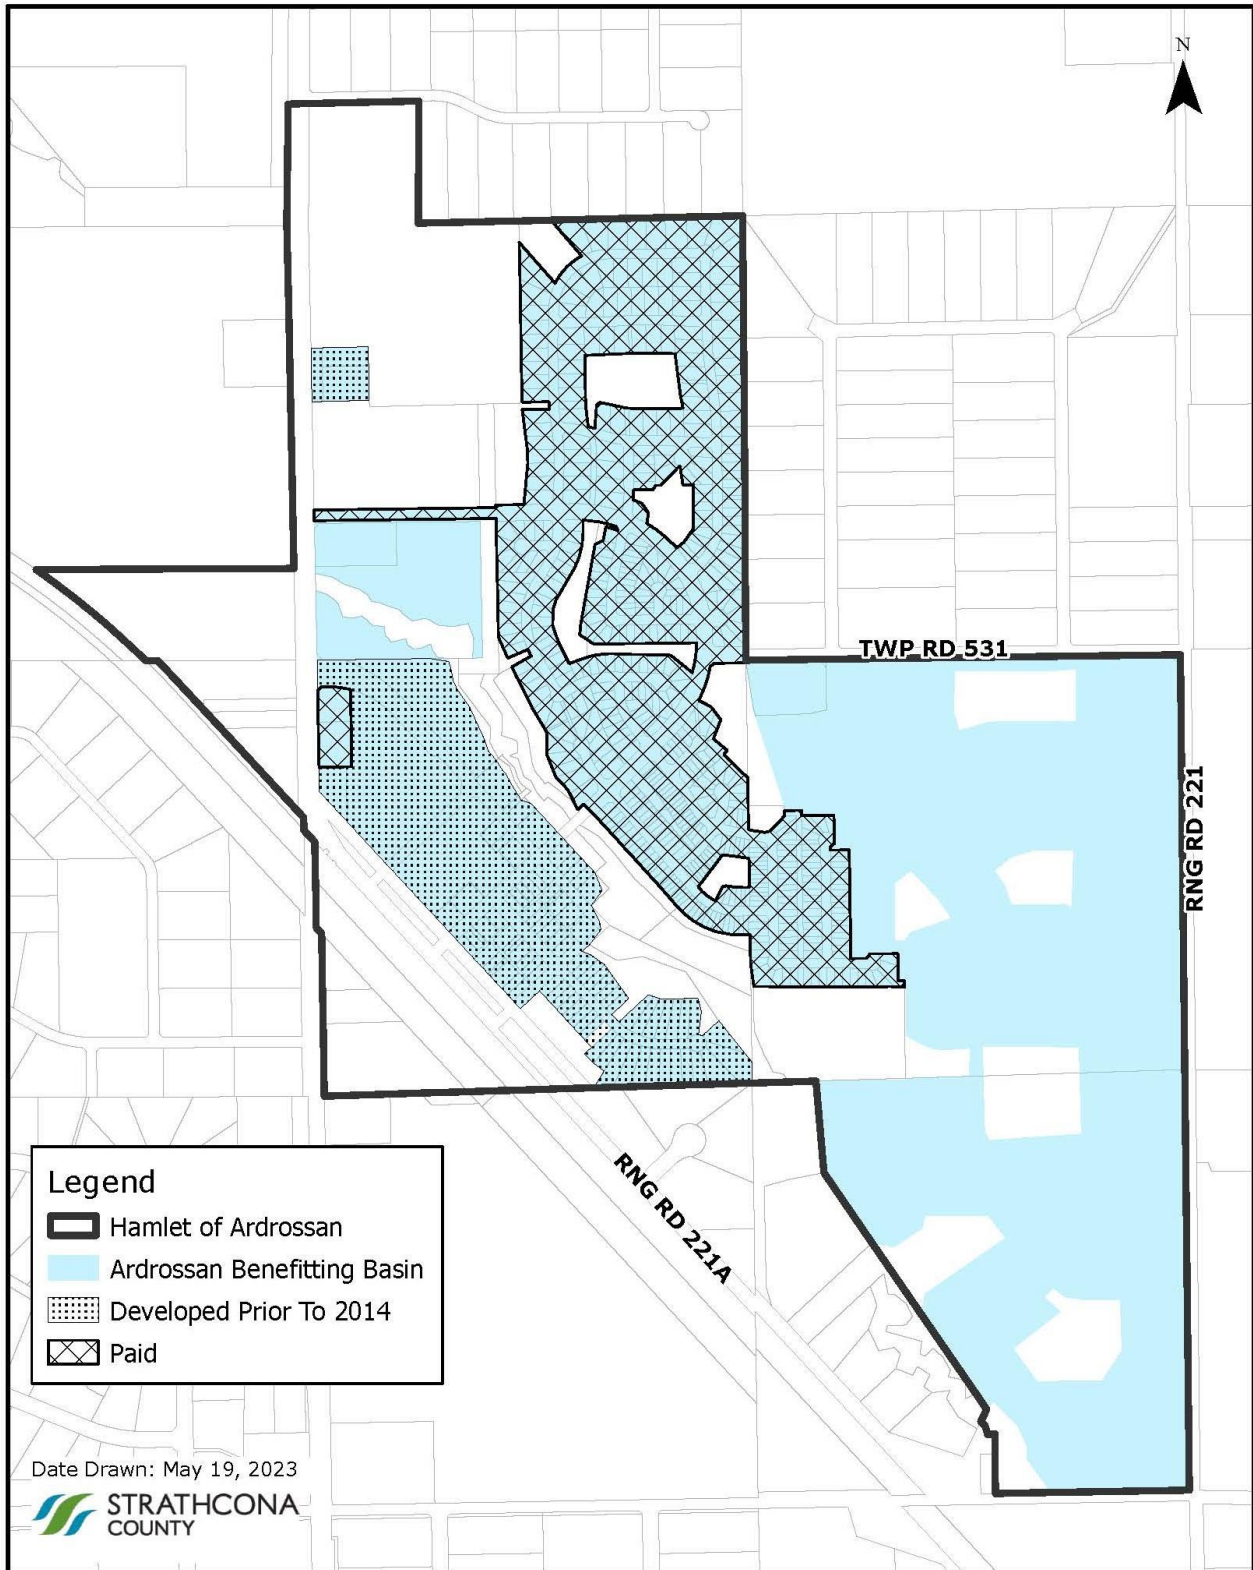 N
TWP RD 531
RNG RD 221
RNG RD 221A
Legend
Hamlet of Ardrossan
Ardrossan Benefitting Basin
Developed Prior To 2014
Paid
Date Drawn: May 19, 2023
STRATHCONA
COUNTY